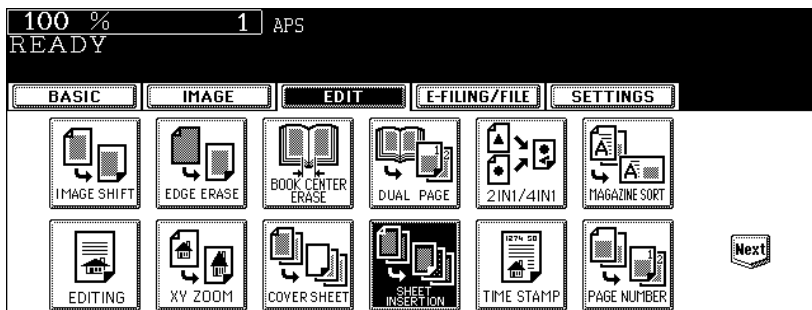 100 % 1 APS
READY
BASIC IMAGE EDIT E-FILING/FILE SETTINGS
IMAGE SHIFT EDGE ERASE BOOK CENTER ERASE DUAL PAGE 2IN1/4IN1 MAGAZINE SORT
EDITING XY ZOOM COVER SHEET SHEET INSERTION TIME STAMP PAGE NUMBER
Next